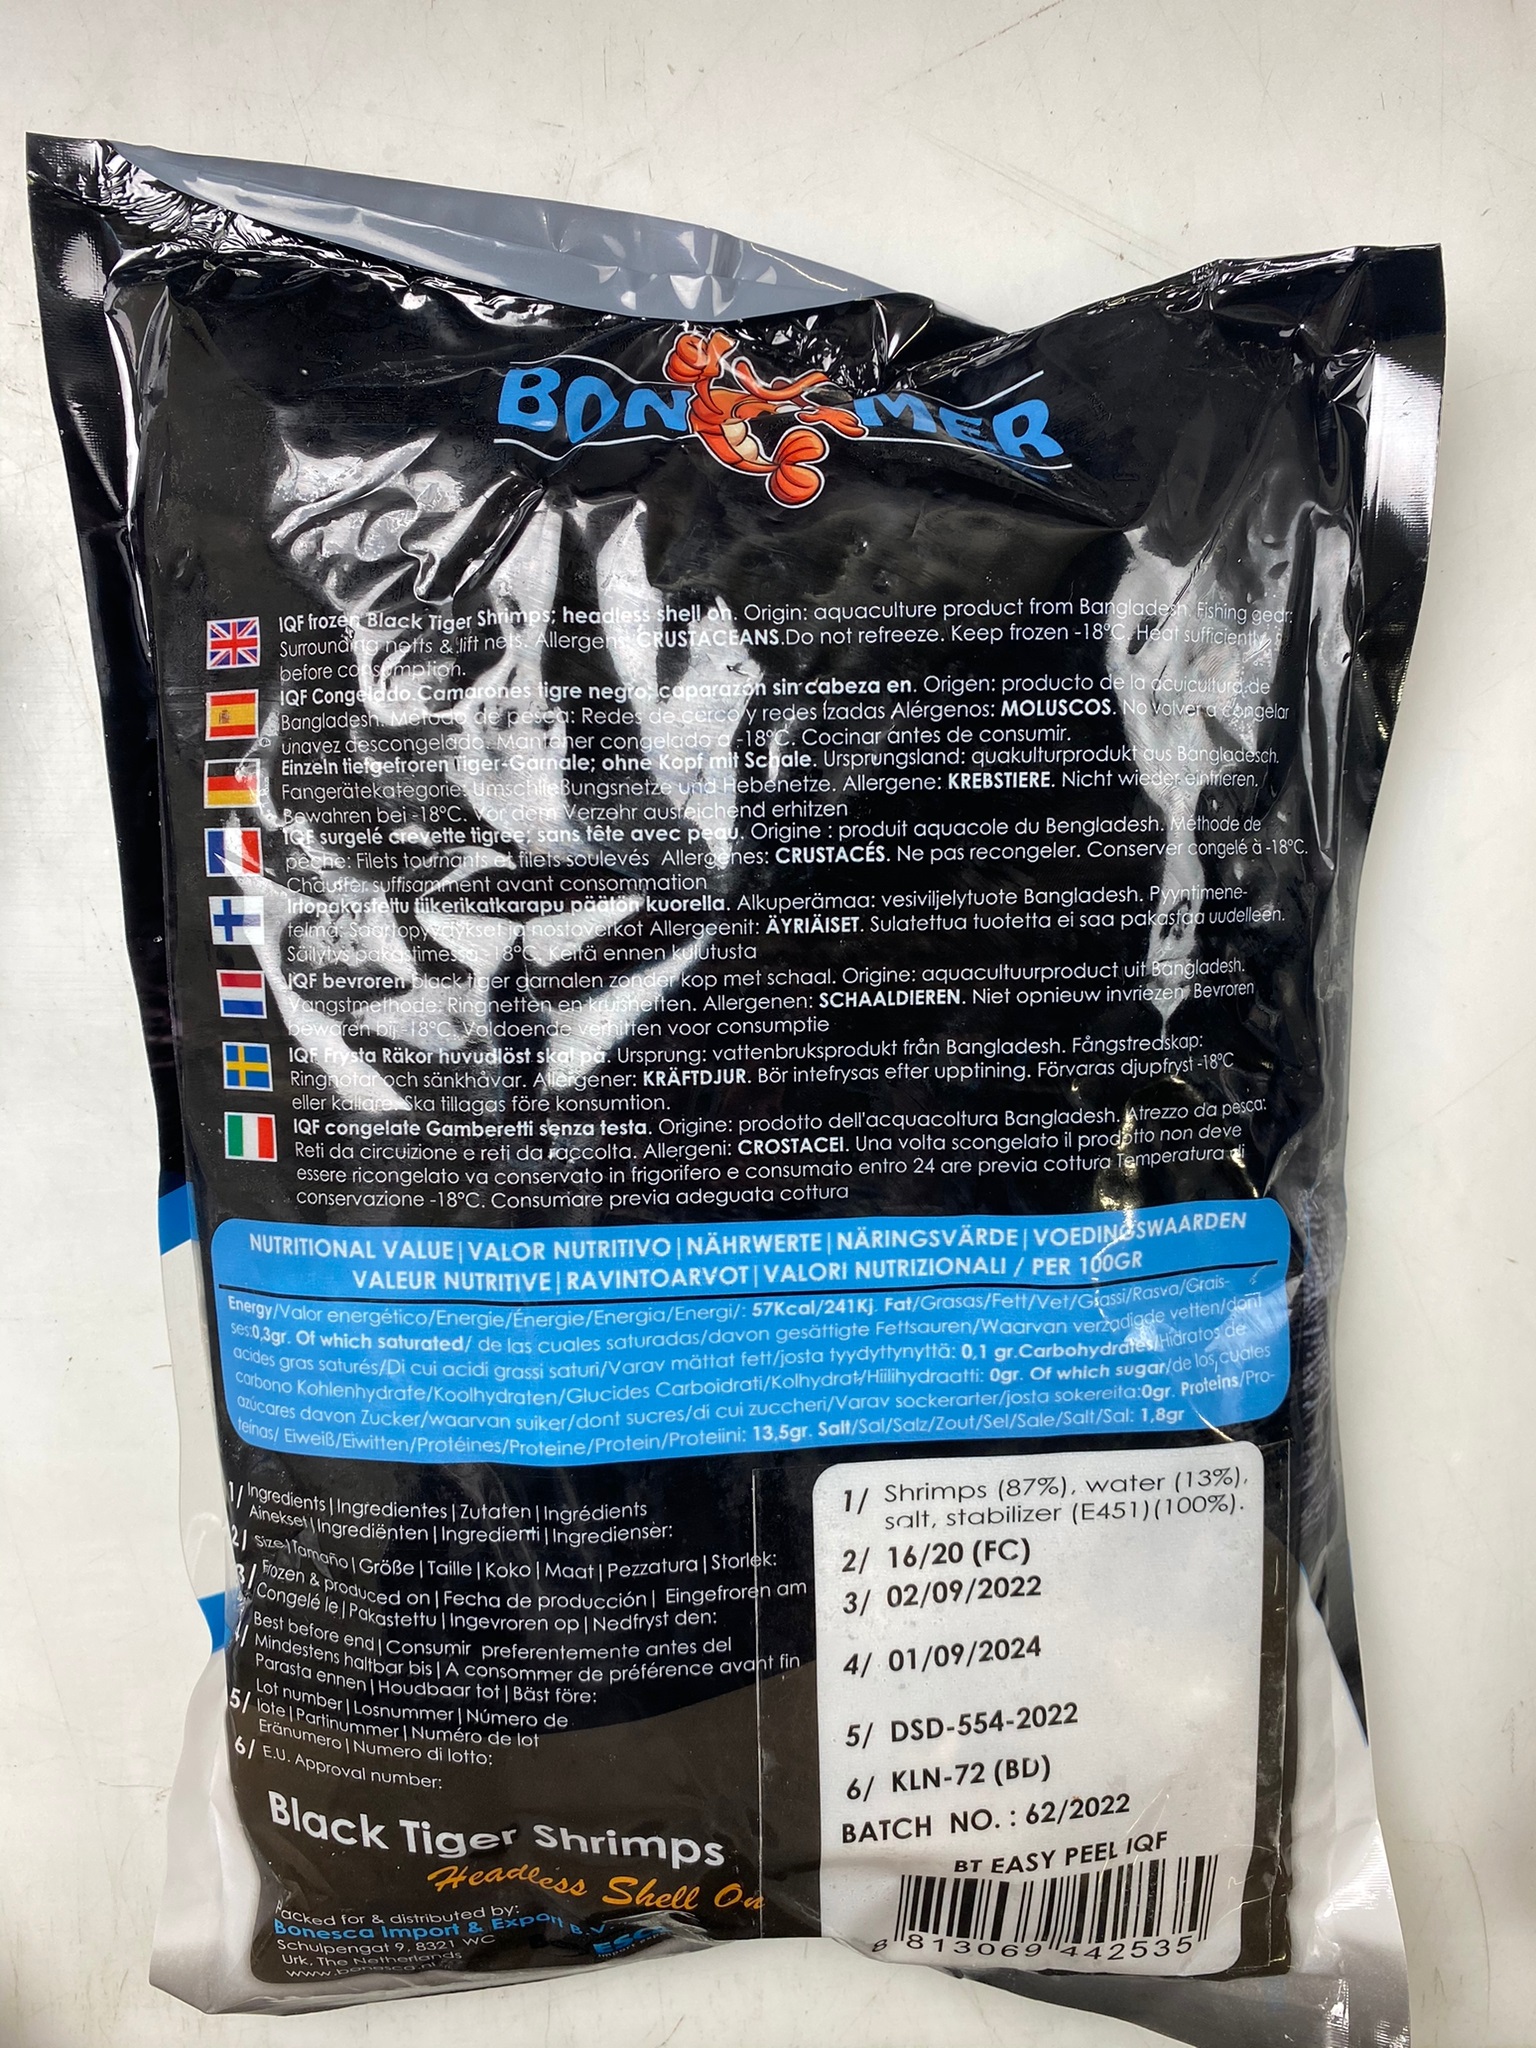 BON MER
IQF frozen Black Tiger Shrimps; headless shell on. Origin: aquaculture product from Bangladesh. Fishing gear:
Surrounding netts & lift nets. Allergens CRUSTACEANS.Do not refreeze. Keep frozen -18°C. Heat sufficiently
before consumption.
IQF Congelado Camarones tigre negro; caparazón sin cabeza en. Origen: producto de la acuicultura de
Bangladesh. Método de pesca: Redes de cerco y redes Ízadas Alérgenos: MOLUSCOS. No volver a congelar
unavez descongelado. Mantener congelado a -18°C. Cocinar ántes de consumir.
Einzeln tiefgefroren Tiger-Garnale; ohne Kopf mit Schale. Ursprungsland: quakulturprodukt aus Bangladesch.
Fangerätekategorie: Umschließungsnetze und Hebenetze. Allergene: KREBSTIERE. Nicht wieder einfrieren.
Bewahren bei -18°C. Vor dem Verzehr ausreichend erhitzen
IQF surgelé crevette tigree; sans tête avec peau. Origine : produit aquacole du Bengladesh. Méthode de
pêche: Filets tournants et filets soulevés Allergenes: CRUSTACÉS. Ne pas recongeler. Conserver congelé à -18°C.
Chauffer suffisamment avant consommation
Irtopakastettu tiikerikatkarapu päätön kuorella. Alkuperämaa: vesiviljelytuote Bangladesh. Pyyntimene-
telmä: nostoverkot Allergeenit: ÄYRIÄISET. Sulatettua tuotetta ei saa pakastaa uudelleen.
Säilytys pakastimessa -18°C. Keitä ennen kulutusta
IQF bevroren black tiger garnalen zonder kop met schaal. Origine: aquacultuurproduct uit Bangladesh.
Vangstmethode: Ringnetten en kruisnetten. Allergenen: SCHAALDIEREN. Niet opnieuw invriezen. Bevroren
bewaren bij -18°C. Voldoende verhitten voor consumptie
IQF Frysta Räkor huvudlöst skal på. Ursprung: vattenbruksprodukt från Bangladesh. Fångstredskap:
Ringnotar och sänkhåvar. Allergener: KRÄFTDJUR. Bör intefrysas efter upptining. Förvaras djupfryst -18°C
eller kallare. Ska tillagas före konsumtion.
IQF congelate Gamberetti senza testa. Origine: prodotto dell'acquacoltura Bangladesh. Atrezzo da pesca:
Reti da circuizione e reti da raccolta. Allergeni: CROSTACEI. Una volta scongelato il prodotto non deve
essere ricongelato va conservato in frigorifero e consumato entro 24 are previa cottura Temperatura di
conservazione -18°C. Consumare previa adeguata cottura
NUTRITIONAL VALUE | VALOR NUTRITIVO | NÄHRWERTE | NÄRINGSVÄRDE | VOEDINGSWAARDEN
VALEUR NUTRITIVE | RAVINTOARVOT | VALORI NUTRIZIONALI / PER 100GR
Energy/Valor energético/Energie/Énergie/Energia/Energi/: 57Kcal/241Kj. Fat/Grasas/Fett/Vet/Grassi/Rasva/Grais-
ses:0,3gr. Of which saturated/ de las cuales saturadas/davon gesättigte Fettsauren/Waarvan verzadigde vetten/dont
acides gras saturés/Di cui acidi grassi saturi/Varav mättat fett/josta tyydyttynyttä: 0,1 gr.Carbohydrates/Hidratos de
carbono Kohlenhydrate/Koolhydraten/Glucides Carboidrati/Kolhydrat/Hiilihydraatti: 0gr. Of which sugar/de los cuales
azúcares davon Zucker/waarvan suiker/dont sucres/di cui zuccheri/Varav sockerarter/josta sokereita:0gr. Proteins/Pro-
teinas/ Eiweiß/Eiwitten/Protéines/Proteine/Protein/Proteiini: 13,5gr. Salt/Sal/Salz/Zout/Sel/Sale/Salt/Sal: 1,8gr
1/ Ingredients | Ingredientes | Zutaten | Ingrédients
Ainekset | Ingrediënten | Ingredienti | Ingredienser:
2/ Size | Tamaño | Größe | Taille | Koko | Maat | Pezzatura | Storlek:
3/ Frozen & produced on | Fecha de producción | Eingefroren am
Congelé le | Pakastettu | Ingevroren op | Nedfryst den:
4/ Best before end | Consumir preferentemente antes del
Mindestens haltbar bis | A consommer de préférence avant fin
Parasta ennen | Houdbaar tot | Bäst före:
5/ Lot number | Losnummer | Número de
lote | Partinummer | Numéro de lot
Eränumero | Numero di lotto:
6/ E.U. Approval number:
1/ Shrimps (87%), water (13%),
salt, stabilizer (E451)(100%).
2/ 16/20 (FC)
3/ 02/09/2022
4/ 01/09/2024
5/ DSD-554-2022
6/ KLN-72 (BD)
BATCH NO. : 62/2022
BT EASY PEEL IQF
8 813069 442535
Black Tiger Shrimps
Headless Shell On
Packed for & distributed by:
Bonesca Import & Export B.V.
Schulpengat 9, 8321 WC
Urk, The Netherlands
www.bonesca.nl